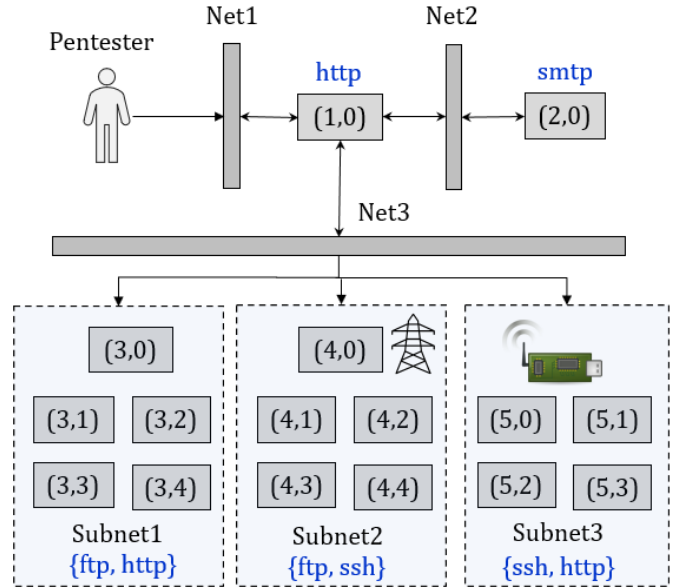 Net1
Net2
Pentester
http
smtp
(1,0)
(2,0)
Net3
(3,0)
(4,0)
(3,1)
(3,2)
(4,1)
(4,2)
(5,0)
(5,1)
(3,3)
(3,4)
(4,3)
(4,4)
(5,2)
(5,3)
Subnet1
Subnet2
Subnet3
{ftp, http}
{ftp, ssh}
{ssh, http}